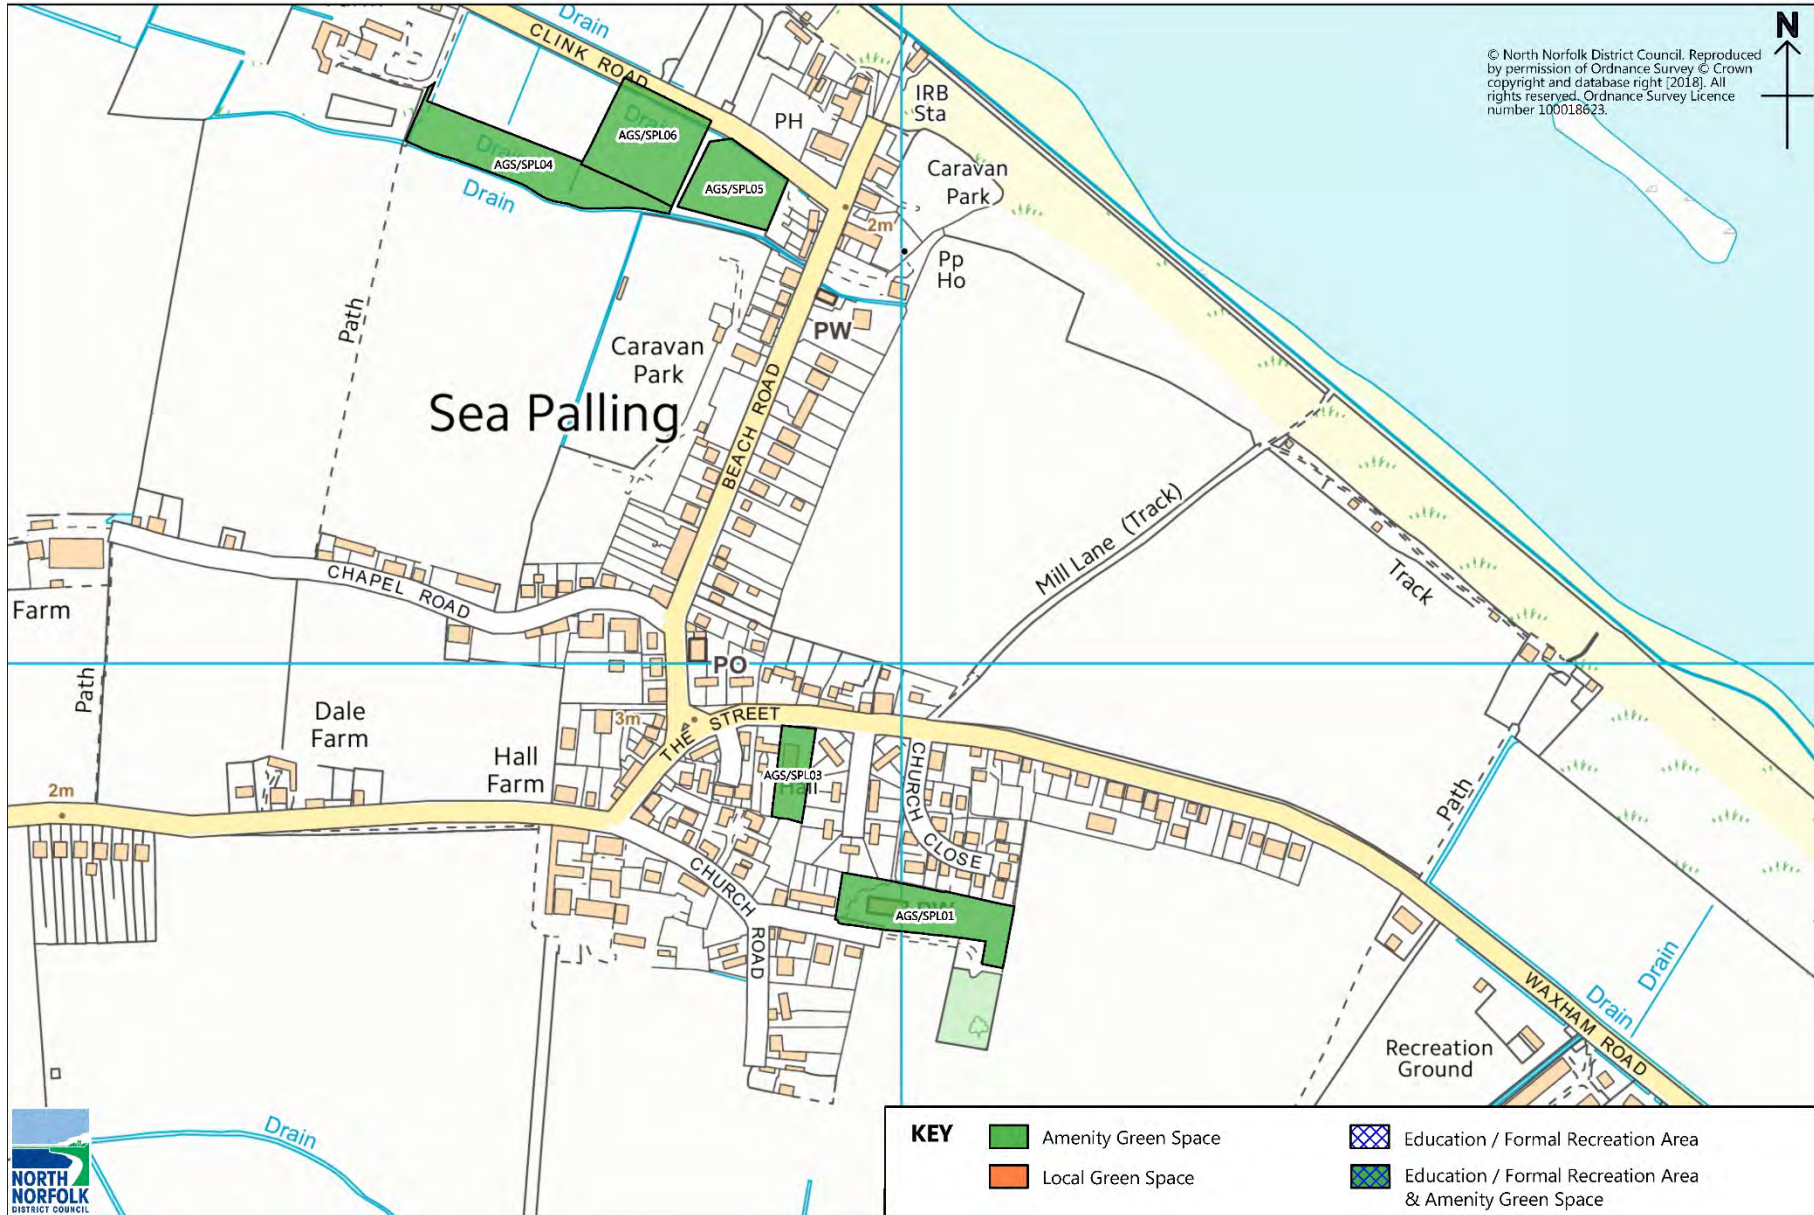 Drain
CLINK ROAD
N
© North Norfolk District Council. Reproduced
by permission of Ordnance Survey © Crown
copyright and database right [2018]. All
rights reserved. Ordnance Survey Licence
number 100018623.
IRB
Sta
PH
AGS/SPL06
AGS/SPL04
AGS/SPL05
Drain
Caravan
Park
2m
Pp
Ho
Path
PW
Caravan
Park
Sea Palling
BEACH ROAD
Mill Lane (Track)
Track
CHAPEL ROAD
Farm
PO
Path
Dale
Farm
3m
THE STREET
Hall
Farm
AGS/SPL03
Hall
CHURCH CLOSE
2m
Path
CHURCH ROAD
AGS/SPL01
Drain
Drain
WAXHAM ROAD
Recreation
Ground
Drain
NORTH
NORFOLK
DISTRICT COUNCIL
KEY
Amenity Green Space
Local Green Space
Education / Formal Recreation Area
Education / Formal Recreation Area
& Amenity Green Space